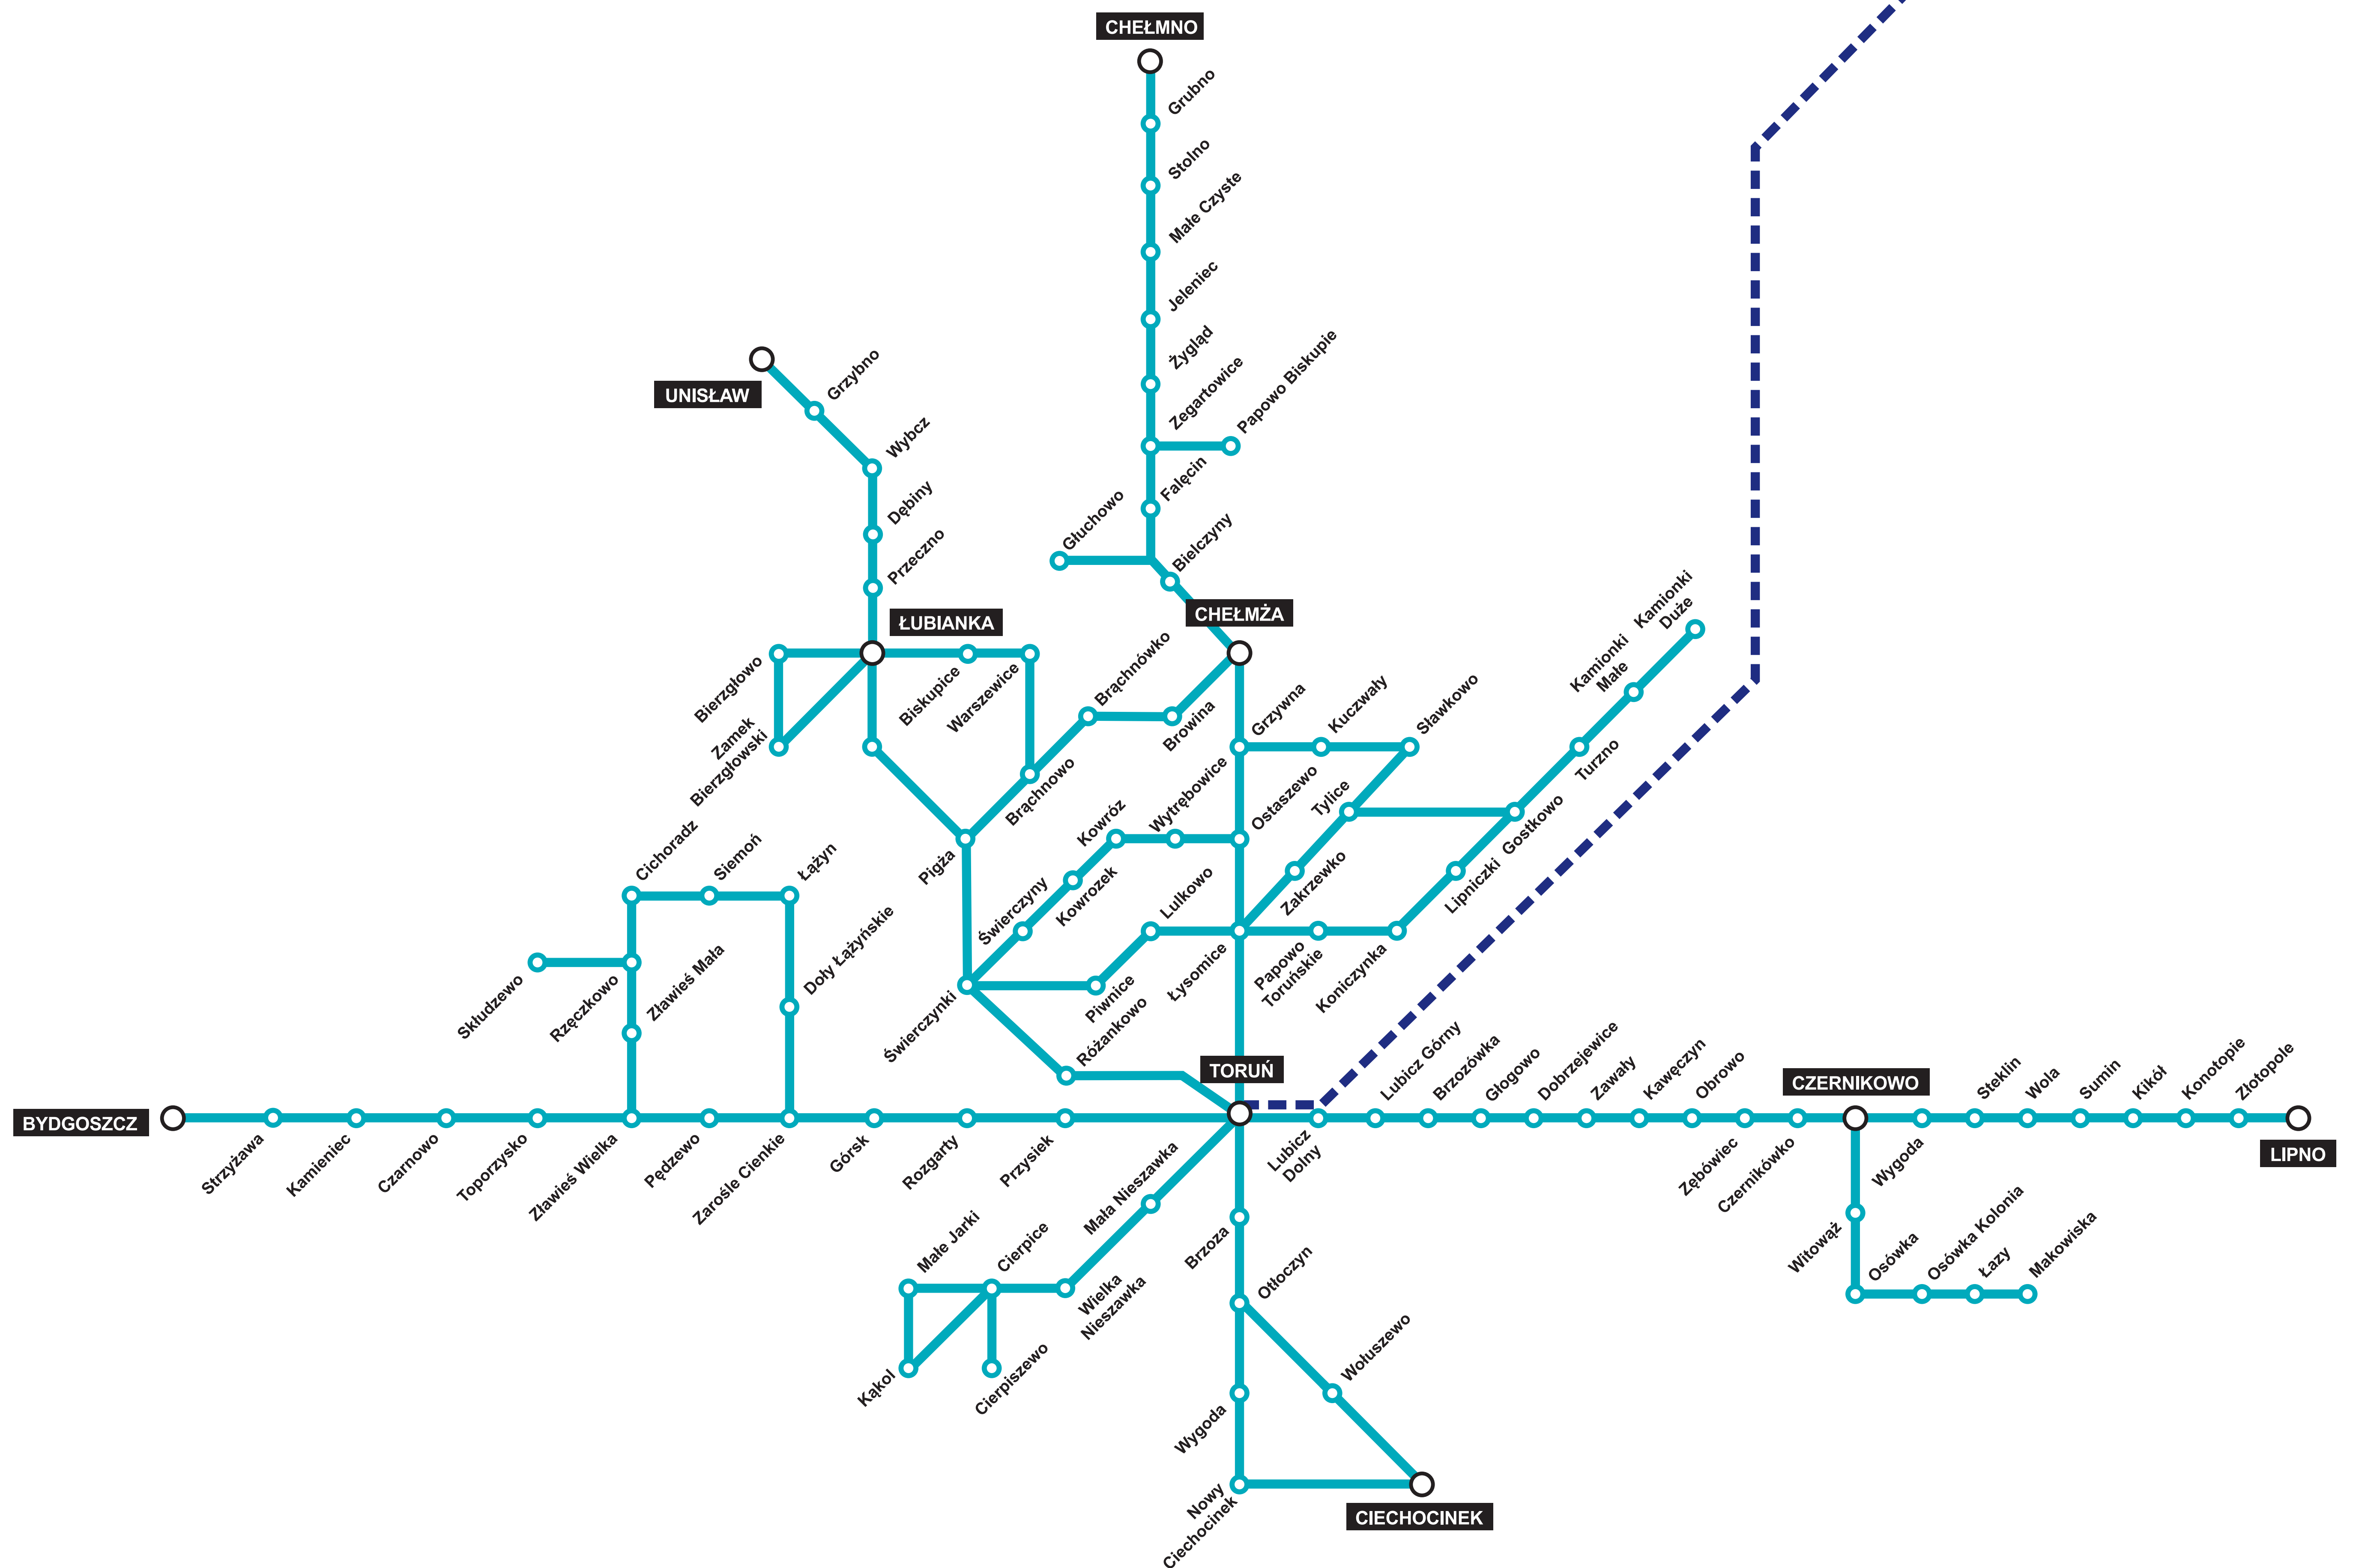 CHEŁMNO
Grubno
Stolno
Małe Czyste
Jeleniec
Żygląd
Zegartowice
Papowo Biskupie
Falęcin
Głuchowo
Bielczyny
UNISŁAW
Grzybno
Wybcz
Dębiny
Przeczno
ŁUBIANKA
CHEŁMŻA
Bierzgłowo
Zamek
Bierzgłowski
Biskupice
Warszewice
Brąchnówko
Browina
Brąchnowo
Pigża
Grzywna
Kuczwały
Sławkowo
Kamionki
Duże
Kamionki
Małe
Turzno
Gostkowo
Lipniczki
Tylice
Zakrzewko
Ostaszewo
Wytrębowice
Kowróz
Kowrozek
Świerczyny
Lulkowo
Piwnice
Łysomice
Papowo
Toruńskie
Koniczynka
Świerczynki
Różankowo
Cichoradz
Siemoń
Łążyn
Doły Łążyńskie
Skłudzewo
Rzęczkowo
Zławieś Mała
TORUŃ
BYDGOSZCZ
Strzyżawa
Kamieniec
Czarnowo
Toporzysko
Zławieś Wielka
Pędzewo
Zarośle Cienkie
Górsk
Rozgarty
Przysiek
Lubicz
Dolny
Lubicz Górny
Brzozówka
Głogowo
Dobrzejewice
Zawały
Kawęczyn
Obrowo
Zębówiec
Czernikówko
CZERNIKOWO
Wygoda
Steklin
Wola
Sumin
Kikół
Konotopie
Złotopole
LIPNO
Witowąż
Osówka
Osówka Kolonia
Łazy
Makowiska
Mała Nieszawka
Wielka
Nieszawka
Cierpice
Małe Jarki
Kąkol
Cierpiszewo
Brzoza
Otłoczyn
Wołuszewo
Wygoda
Nowy
Ciechocinek
CIECHOCINEK